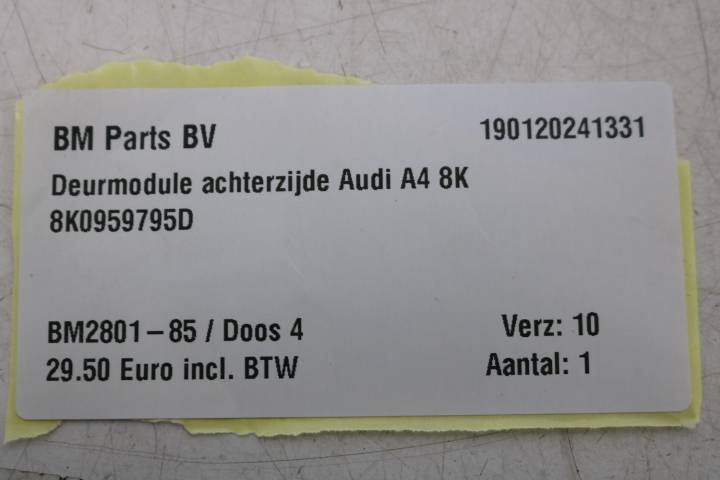 BM Parts BV 190120241331
Deurmodule achterzijde Audi A4 8K
8K0959795D
BM2801-85 / Doos 4 Verz: 10
29.50 Euro incl. BTW Aantal: 1